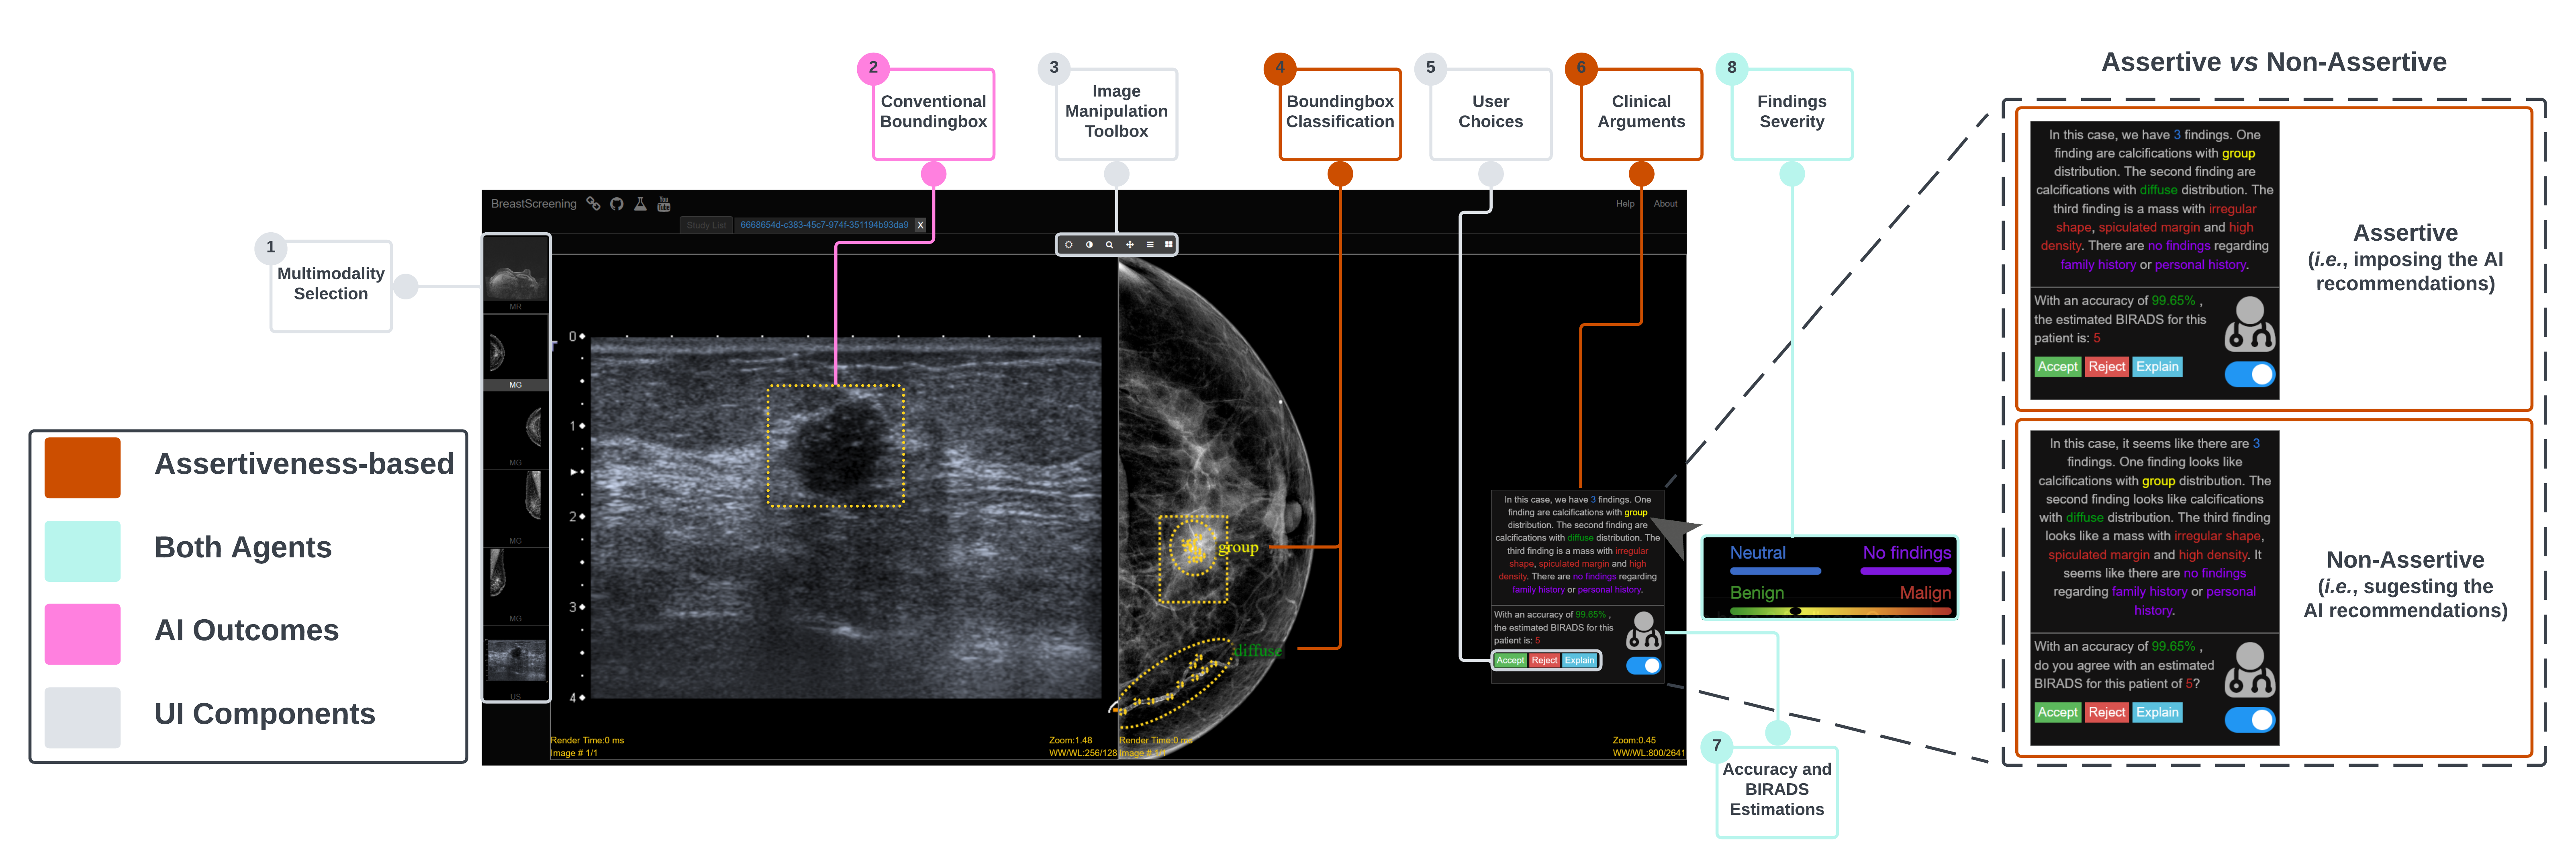 Assertive vs Non-Assertive
1
Multimodality
Selection
2
Conventional
Boundingbox
3
Image
Manipulation
Toolbox
4
Boundingbox
Classification
5
User
Choices
6
Clinical
Arguments
8
Findings
Severity
Assertiveness-based
Both Agents
AI Outcomes
UI Components
BreastScreening
You
Tube
Help
About
Study List
6668654d-c383-45c7-974f-351194b93da9
X
MR
MG
MG
MG
MG
US
0
1
2
3
4
Render Time:0 ms
Image # 1/1
Zoom:1.48
WW/WL:256/128
group
diffuse
Render Time:0 ms
Image # 1/1
Zoom:0.45
WW/WL:800/2641
In this case, we have 3 findings. One
finding are calcifications with group
distribution. The second finding are
calcifications with diffuse distribution. The
third finding is a mass with irregular
shape, spiculated margin and high
density. There are no findings regarding
family history or personal history.
With an accuracy of 99.65% ,
the estimated BIRADS for this
patient is: 5
Accept
Reject
Explain
Neutral
No findings
Benign
Malign
7
Accuracy and
BIRADS
Estimations
In this case, we have 3 findings. One
finding are calcifications with group
distribution. The second finding are
calcifications with diffuse distribution. The
third finding is a mass with irregular
shape, spiculated margin and high
density. There are no findings regarding
family history or personal history.
With an accuracy of 99.65% ,
the estimated BIRADS for this
patient is: 5
Accept
Reject
Explain
Assertive
(i.e., imposing the AI
recommendations)
In this case, it seems like there are 3
findings. One finding looks like
calcifications with group distribution. The
second finding looks like calcifications
with diffuse distribution. The third finding
looks like a mass with irregular shape,
spiculated margin and high density. It
seems like there are no findings
regarding family history or personal
history.
With an accuracy of 99.65% ,
do you agree with an estimated
BIRADS for this patient of 5?
Accept
Reject
Explain
Non-Assertive
(i.e., sugesting the
AI recommendations)